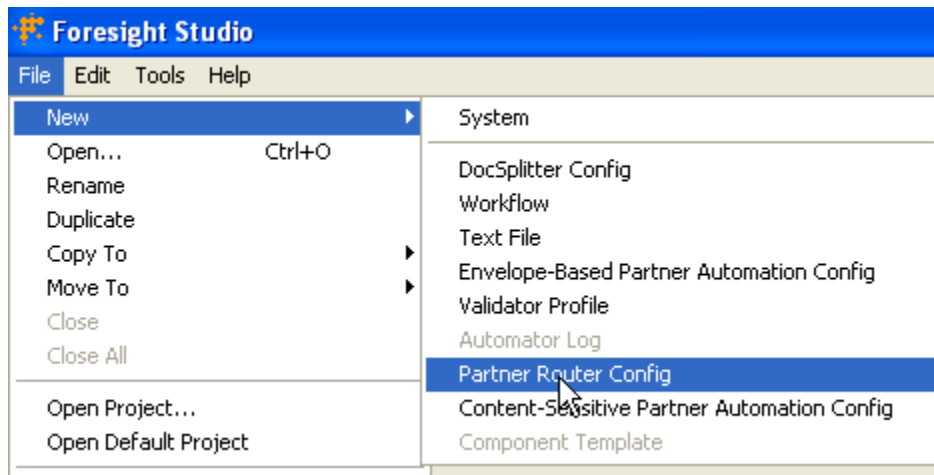 Foresight Studio
File Edit Tools Help
New
Open... Ctrl+O
Rename
Duplicate
Copy To
Move To
Close
Close All
Open Project...
Open Default Project
System
DocSplitter Config
Workflow
Text File
Envelope-Based Partner Automation Config
Validator Profile
Automator Log
Partner Router Config
Content-Sensitive Partner Automation Config
Component Template